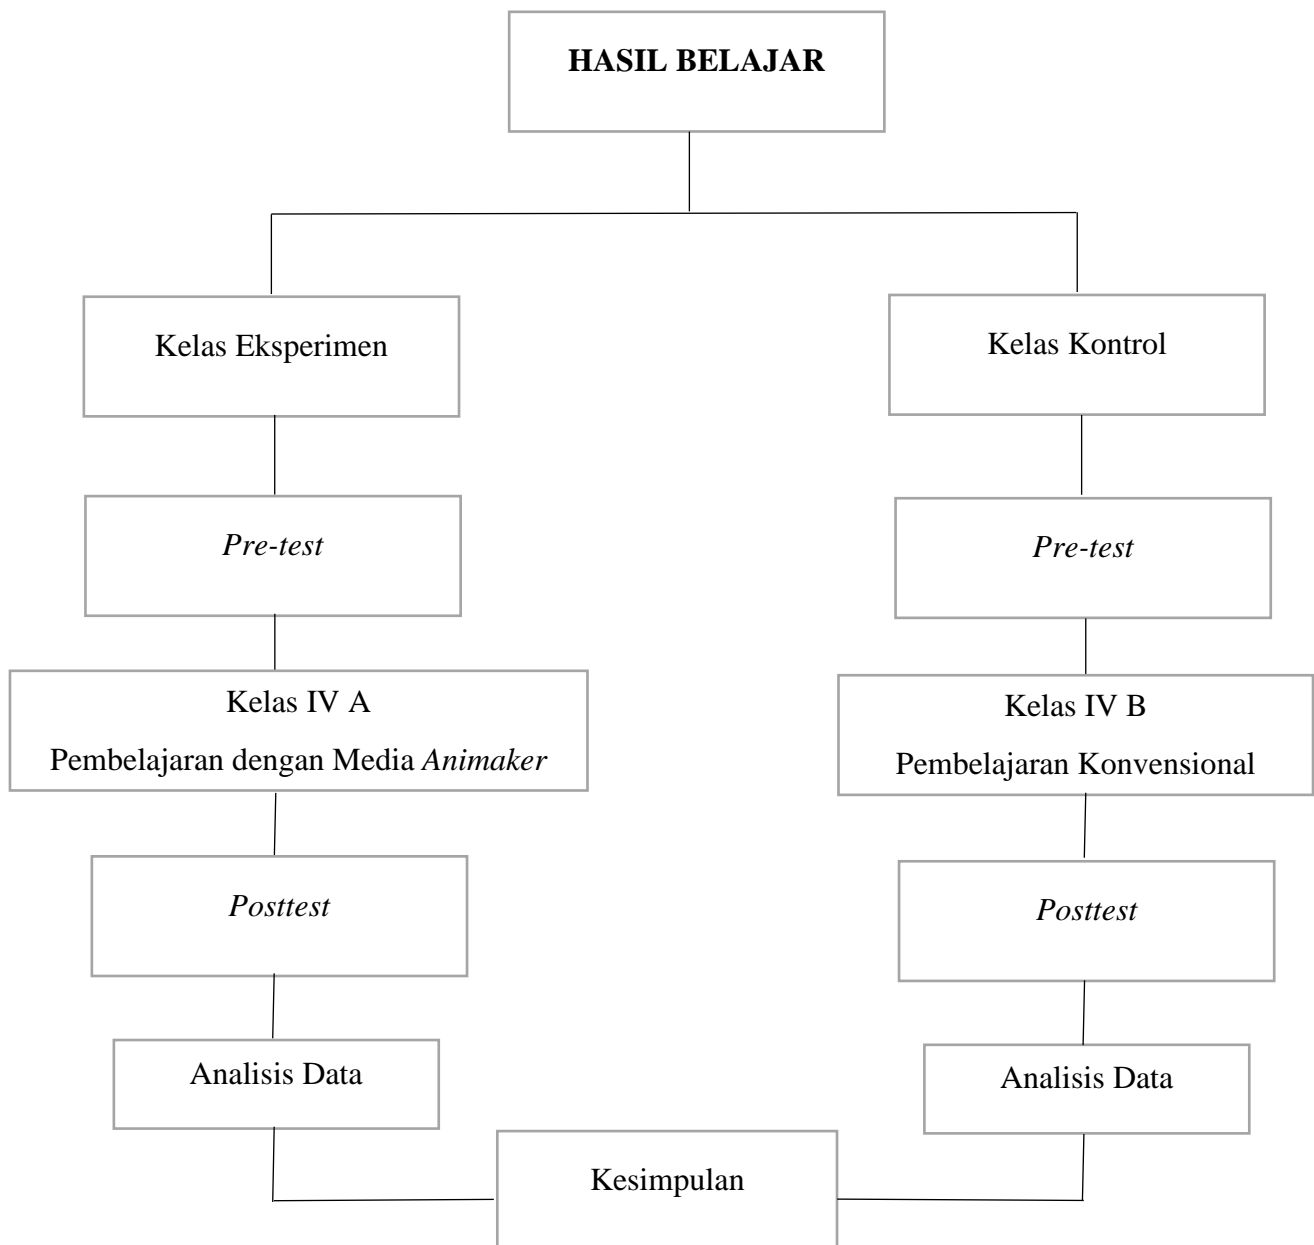 HASIL BELAJAR
Kelas Eksperimen
Kelas Kontrol
Pre-test
Pre-test
Kelas IV A
Pembelajaran dengan Media Animaker
Kelas IV B
Pembelajaran Konvensional
Posttest
Posttest
Analisis Data
Analisis Data
Kesimpulan